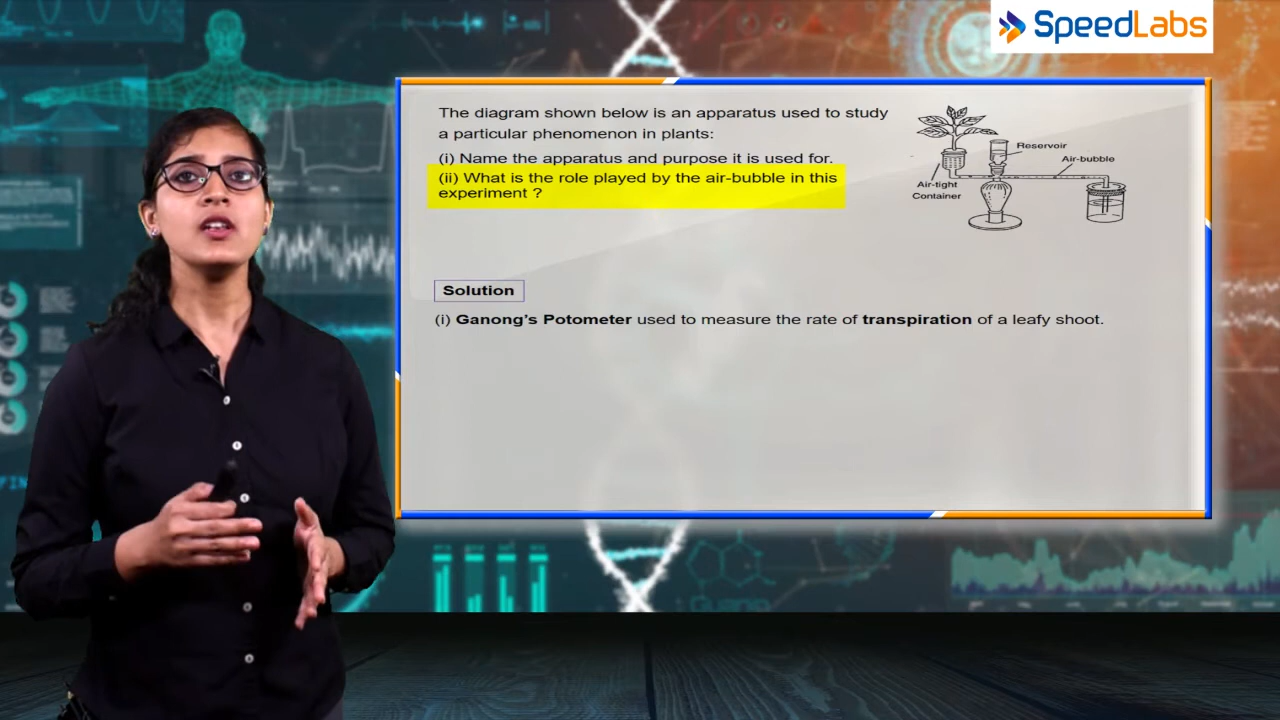 SpeedLabs
The diagram shown below is an apparatus used to study
a particular phenomenon in plants:
(i) Name the apparatus and purpose it is used for.
(ii) What is the role played by the air-bubble in this
experiment ?
Reservoir
Air-bubble
Air-tight
Container
Solution
(i) Ganong's Potometer used to measure the rate of transpiration of a leafy shoot.